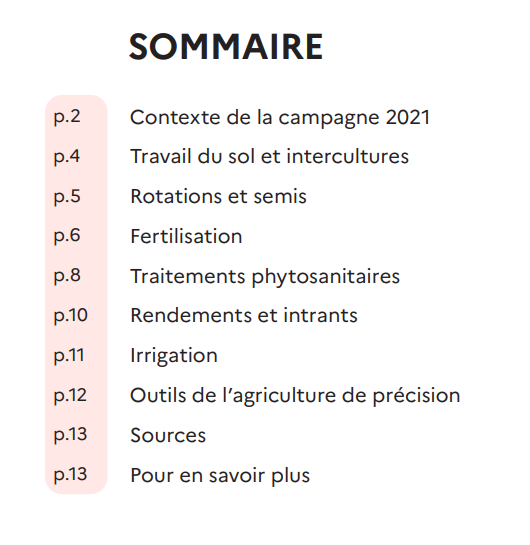 SOMMAIRE
p.2 Contexte de la campagne 2021
p.4 Travail du sol et intercultures
p.5 Rotations et semis
p.6 Fertilisation
p.8 Traitements phytosanitaires
p.10 Rendements et intrants
p.11 Irrigation
p.12 Outils de l’agriculture de précision
p.13 Sources
p.13 Pour en savoir plus